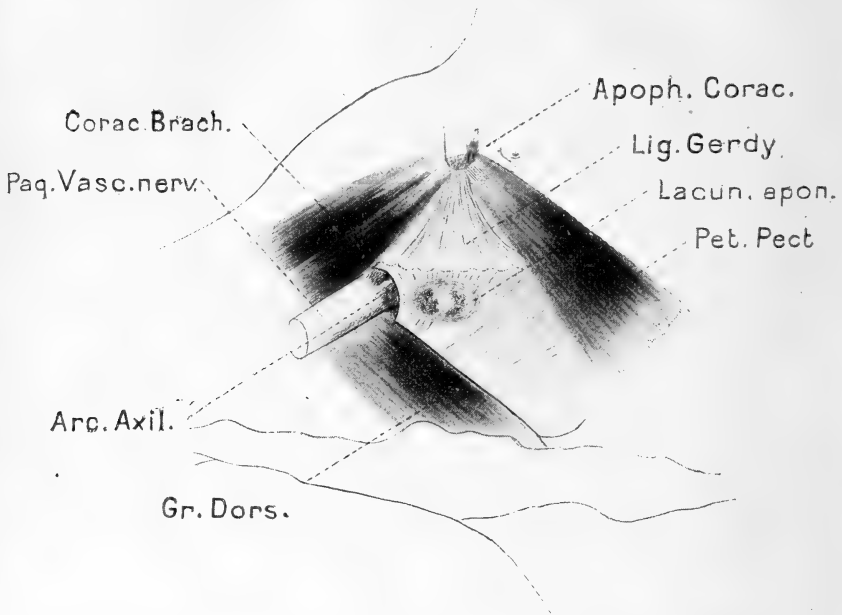 Apoph. Corac.
Corac. Brach.
Lig. Gerdy.
Paq. Vasc. nerv.
Lacun. apon.
Pet. Pect
Arc. Axil.
Gr. Dors.